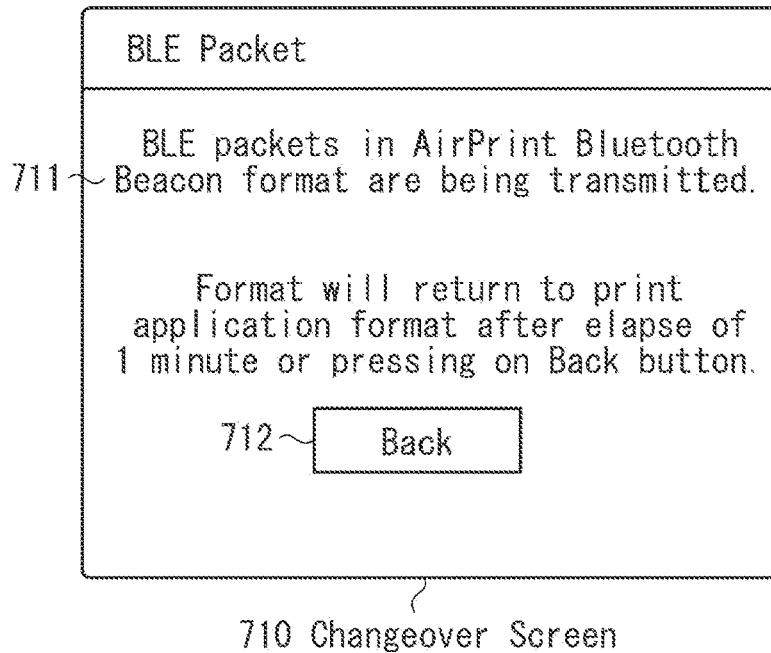 BLE Packet
BLE packets in AirPrint Bluetooth
711 Beacon format are being transmitted.
Format will return to print
application format after elapse of
1 minute or pressing on Back button.
712 Back
710 Changeover Screen